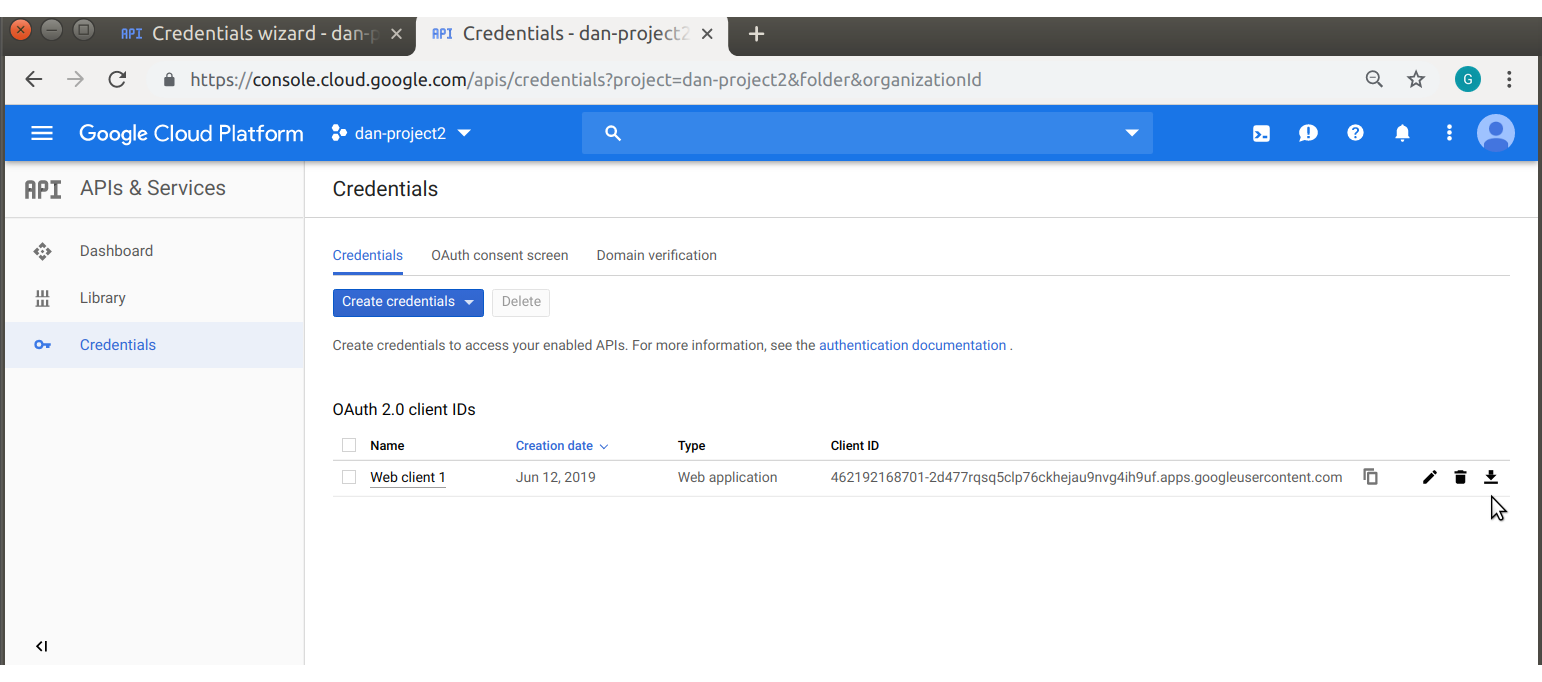 API Credentials wizard - dan-p
API Credentials - dan-project2
https://console.cloud.google.com/apis/credentials?project=dan-project2&folder&organizationId
G
Google Cloud Platform dan-project2
API APIs & Services
Credentials
Dashboard
Library
Credentials
Credentials OAuth consent screen Domain verification
Create credentials Delete
Create credentials to access your enabled APIs. For more information, see the authentication documentation .
OAuth 2.0 client IDs
Name Creation date Type Client ID
Web client 1 Jun 12, 2019 Web application 462192168701-2d477rqsq5clp76ckhejau9nvg4ih9uf.apps.googleusercontent.com